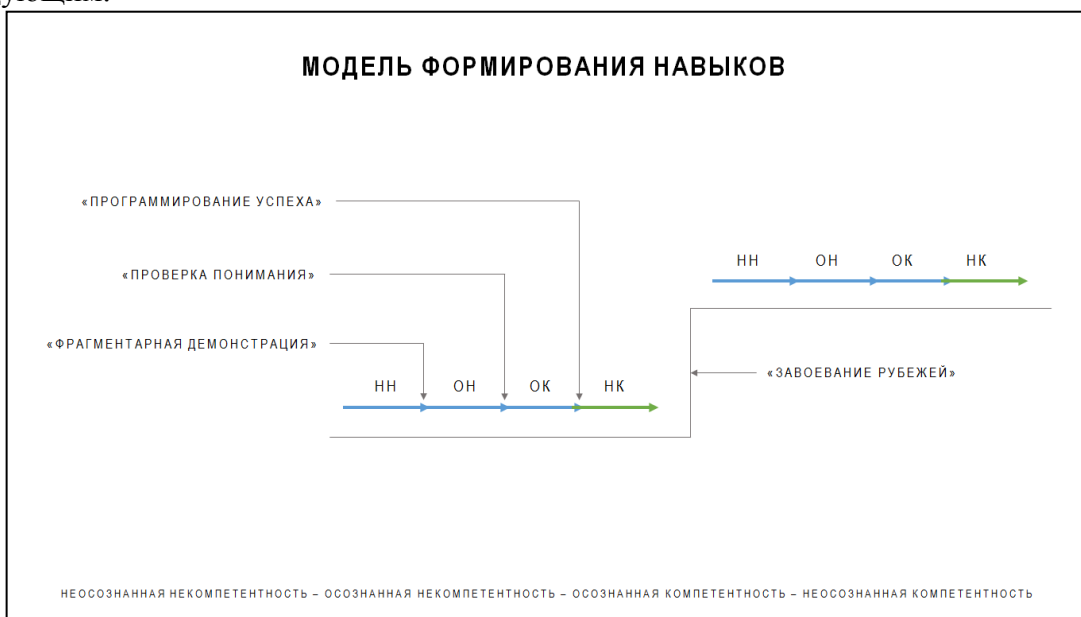 МОДЕЛЬ ФОРМИРОВАНИЯ НАВЫКОВ
«ПРОГРАММИРОВАНИЕ УСПЕХА»
НН ОН ОК НК
«ПРОВЕРКА ПОНИМАНИЯ»
«ФРАГМЕНТАРНАЯ ДЕМОНСТРАЦИЯ»
«ЗАВОЕВАНИЕ РУБЕЖЕЙ»
НН ОН ОК НК
НЕОСОЗНАННАЯ НЕКОМПЕТЕНТНОСТЬ – ОСОЗНАННАЯ НЕКОМПЕТЕНТНОСТЬ – ОСОЗНАННАЯ КОМПЕТЕНТНОСТЬ – НЕОСОЗНАННАЯ КОМПЕТЕНТНОСТЬ